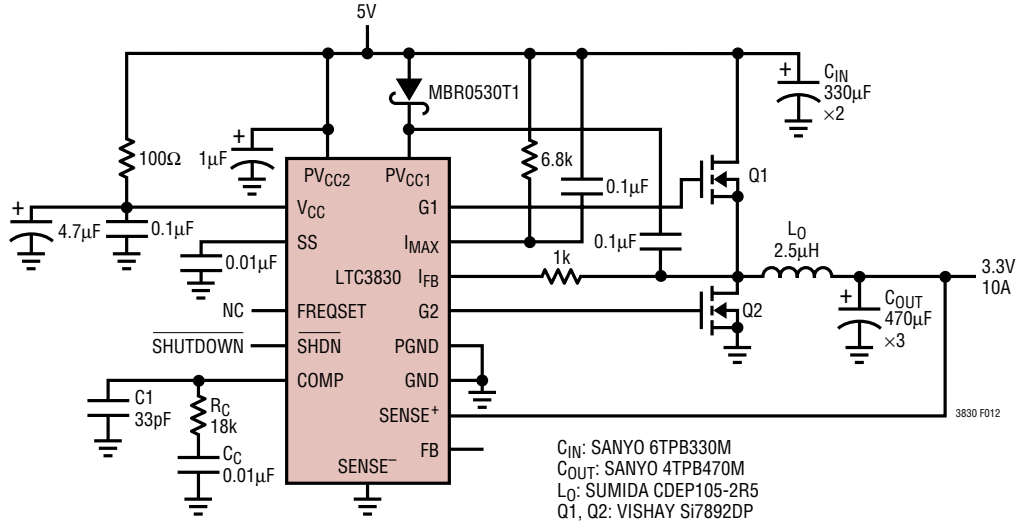 5V
MBR0530T1
CIN
330µF
×2
100Ω
1µF
6.8k
0.1µF
Q1
PVCC2
PVCC1
VCC
G1
4.7µF
0.1µF
SS
IMAX
0.1µF
LO
2.5µH
0.01µF
LTC3830
IFB
1k
3.3V
10A
NC
FREQSET
G2
Q2
COUT
470µF
×3
SHUTDOWN
SHDN
PGND
COMP
GND
C1
33pF
RC
18k
SENSE+
3830 F012
CC
0.01µF
FB
SENSE–
CIN: SANYO 6TPB330M
COUT: SANYO 4TPB470M
LO: SUMIDA CDEP105-2R5
Q1, Q2: VISHAY Si7892DP